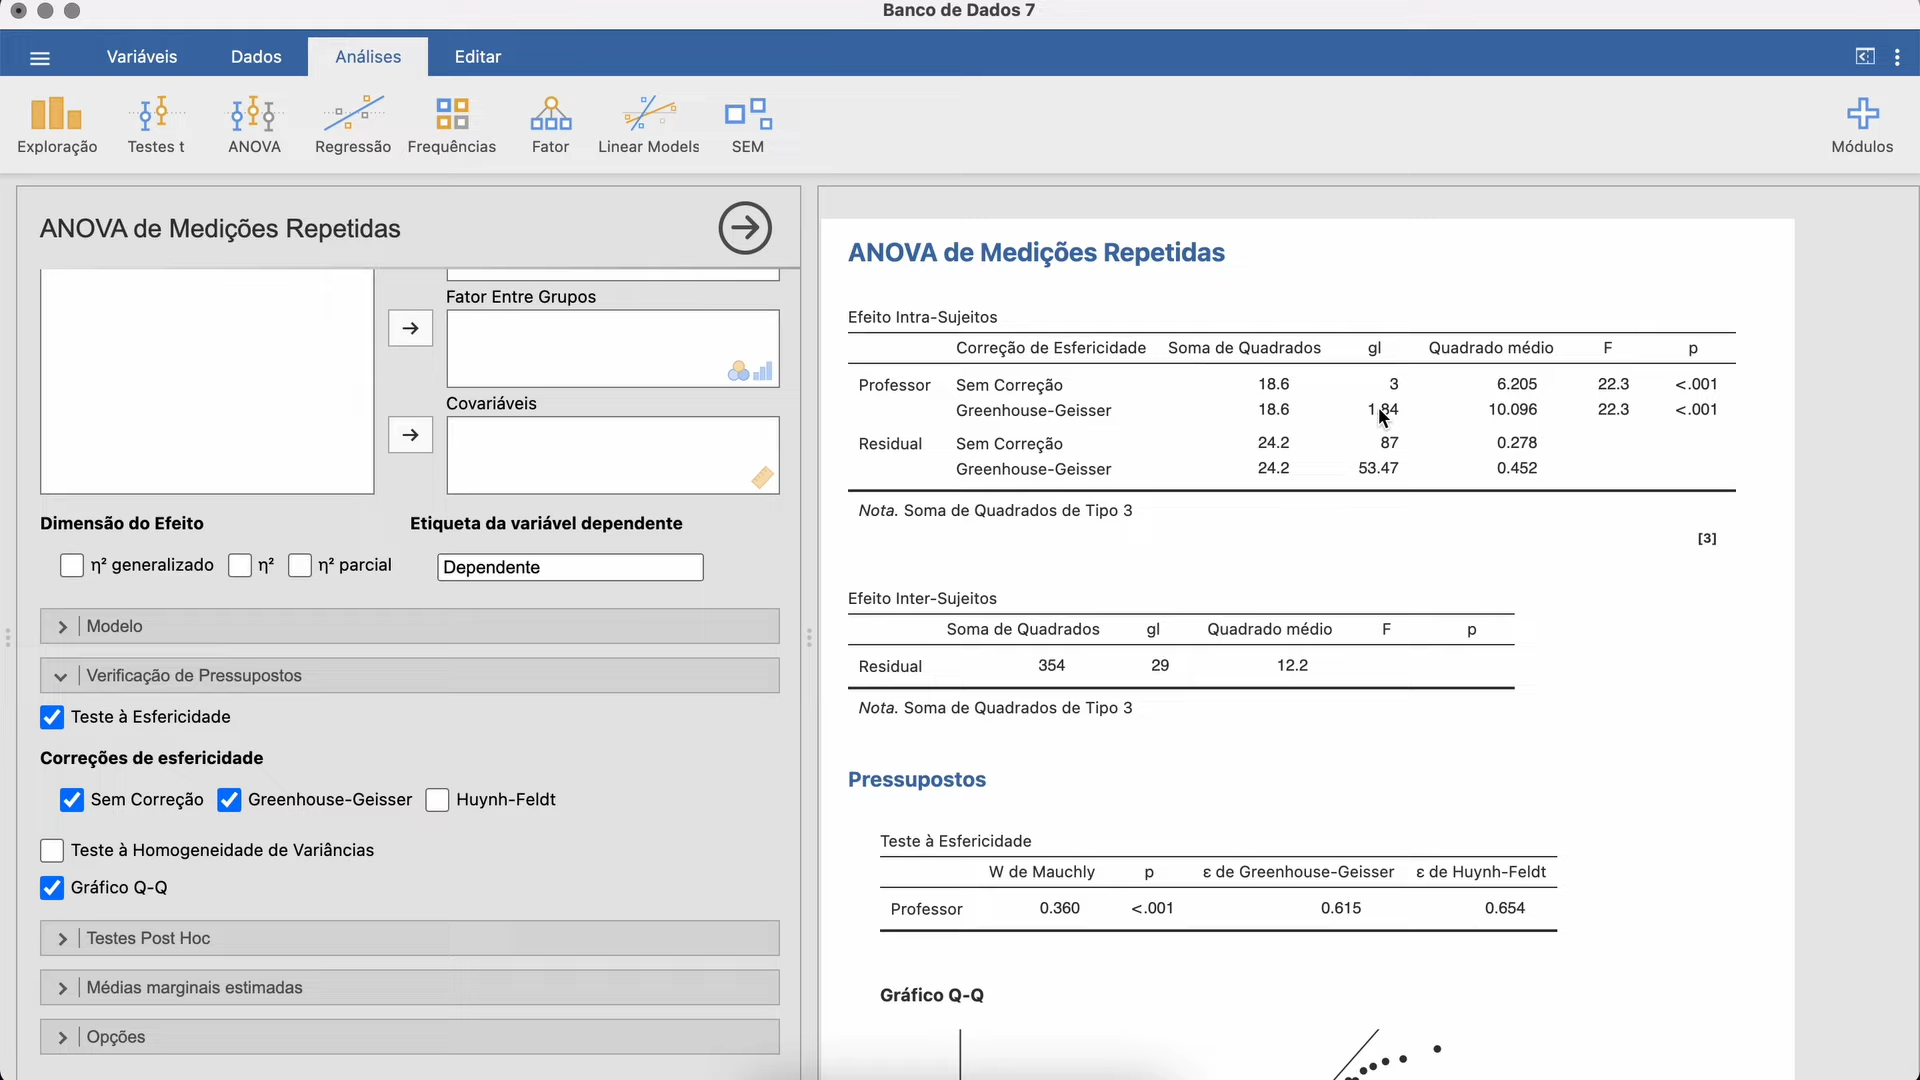 Banco de Dados 7
Variáveis Dados Análises Editar
Exploração Testes t ANOVA Regressão Frequências Fator Linear Models SEM Módulos
ANOVA de Medições Repetidas
Fator Entre Grupos
Covariáveis
Dimensão do Efeito Etiqueta da variável dependente
η² generalizado η² η² parcial Dependente
Modelo
Verificação de Pressupostos
Teste à Esfericidade
Correções de esfericidade
Sem Correção Greenhouse-Geisser Huynh-Feldt
Teste à Homogeneidade de Variâncias
Gráfico Q-Q
Testes Post Hoc
Médias marginais estimadas
Opções
ANOVA de Medições Repetidas
Efeito Intra-Sujeitos
Correção de Esfericidade Soma de Quadrados gl Quadrado médio F p
Professor Sem Correção 18.6 3 6.205 22.3 <.001
Greenhouse-Geisser 18.6 1.84 10.096 22.3 <.001
Residual Sem Correção 24.2 87 0.278
Greenhouse-Geisser 24.2 53.47 0.452
Nota. Soma de Quadrados de Tipo 3
[3]
Efeito Inter-Sujeitos
Soma de Quadrados gl Quadrado médio F p
Residual 354 29 12.2
Nota. Soma de Quadrados de Tipo 3
Pressupostos
Teste à Esfericidade
W de Mauchly p ε de Greenhouse-Geisser ε de Huynh-Feldt
Professor 0.360 <.001 0.615 0.654
Gráfico Q-Q